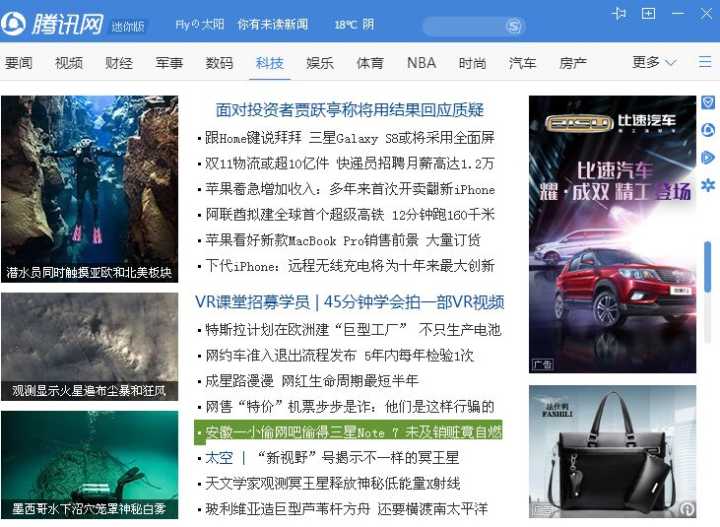 腾讯网 迷你版 Fly的太阳 你有未读新闻 18℃ 阴
要闻 视频 财经 军事 数码 科技 娱乐 体育 NBA 时尚 汽车 房产 更多
潜水员同时触摸亚欧和北美板块
观测显示火星遍布尘暴和狂风
墨西哥水下沼穴笼罩神秘白雾
面对投资者贾跃亭称将用结果回应质疑
跟Home键说拜拜 三星Galaxy S8或将采用全面屏
双11物流或超10亿件 快递员招聘月薪高达1.2万
苹果看急增加收入：多年来首次开卖翻新iPhone
阿联酋拟建全球首个超级高铁 12分钟跑160千米
苹果看好新款MacBook Pro销售前景 大量订货
下代iPhone：远程无线充电将为十年来最大创新
VR课堂招募学员 | 45分钟学会拍一部VR视频
特斯拉计划在欧洲建“巨型工厂” 不只生产电池
网约车准入退出流程发布 5年内每年检验1次
成星路漫漫 网红生命周期最短半年
网售“特价”机票步步是诈：他们是这样行骗的
安徽一小偷网吧偷得三星Note 7 未及销赃竟自燃
太空 | “新视野”号揭示不一样的冥王星
天文学家观测冥王星释放神秘低能量X射线
玻利维亚造巨型芦苇杆方舟 还要横渡南太平洋
BISU 比速汽车
比速汽车
耀·成双 精工登场
广告
法仕利
FASHILI
广告